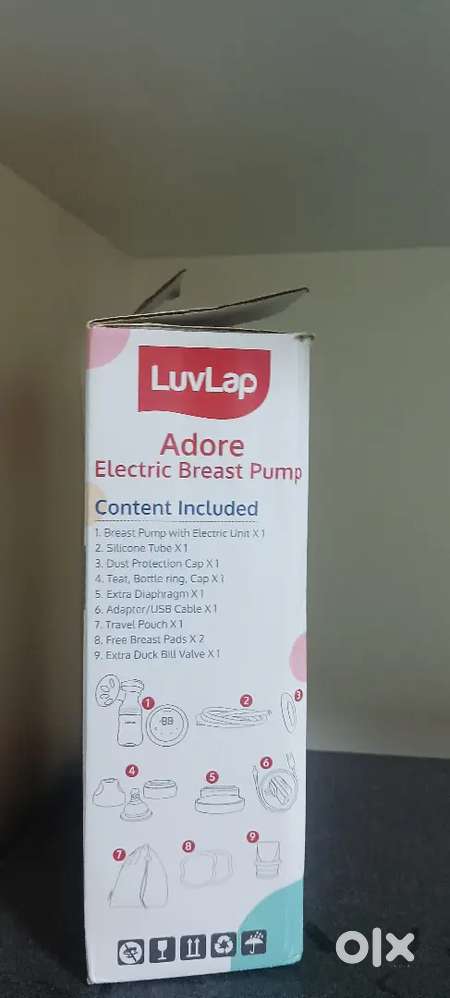 LuvLap
Adore
Electric Breast Pump
Content Included
1. Breast Pump with Electric Unit X 1
2. Silicone Tube X 1
3. Dust Protection Cap X 1
4. Teat, Bottle ring, Cap X 1
5. Extra Diaphragm X 1
6. Adapter/USB Cable X 1
7. Travel Pouch X 1
8. Free Breast Pads X 2
9. Extra Duck Bill Valve X 1
1
2
3
4
5
6
7
8
9
olx